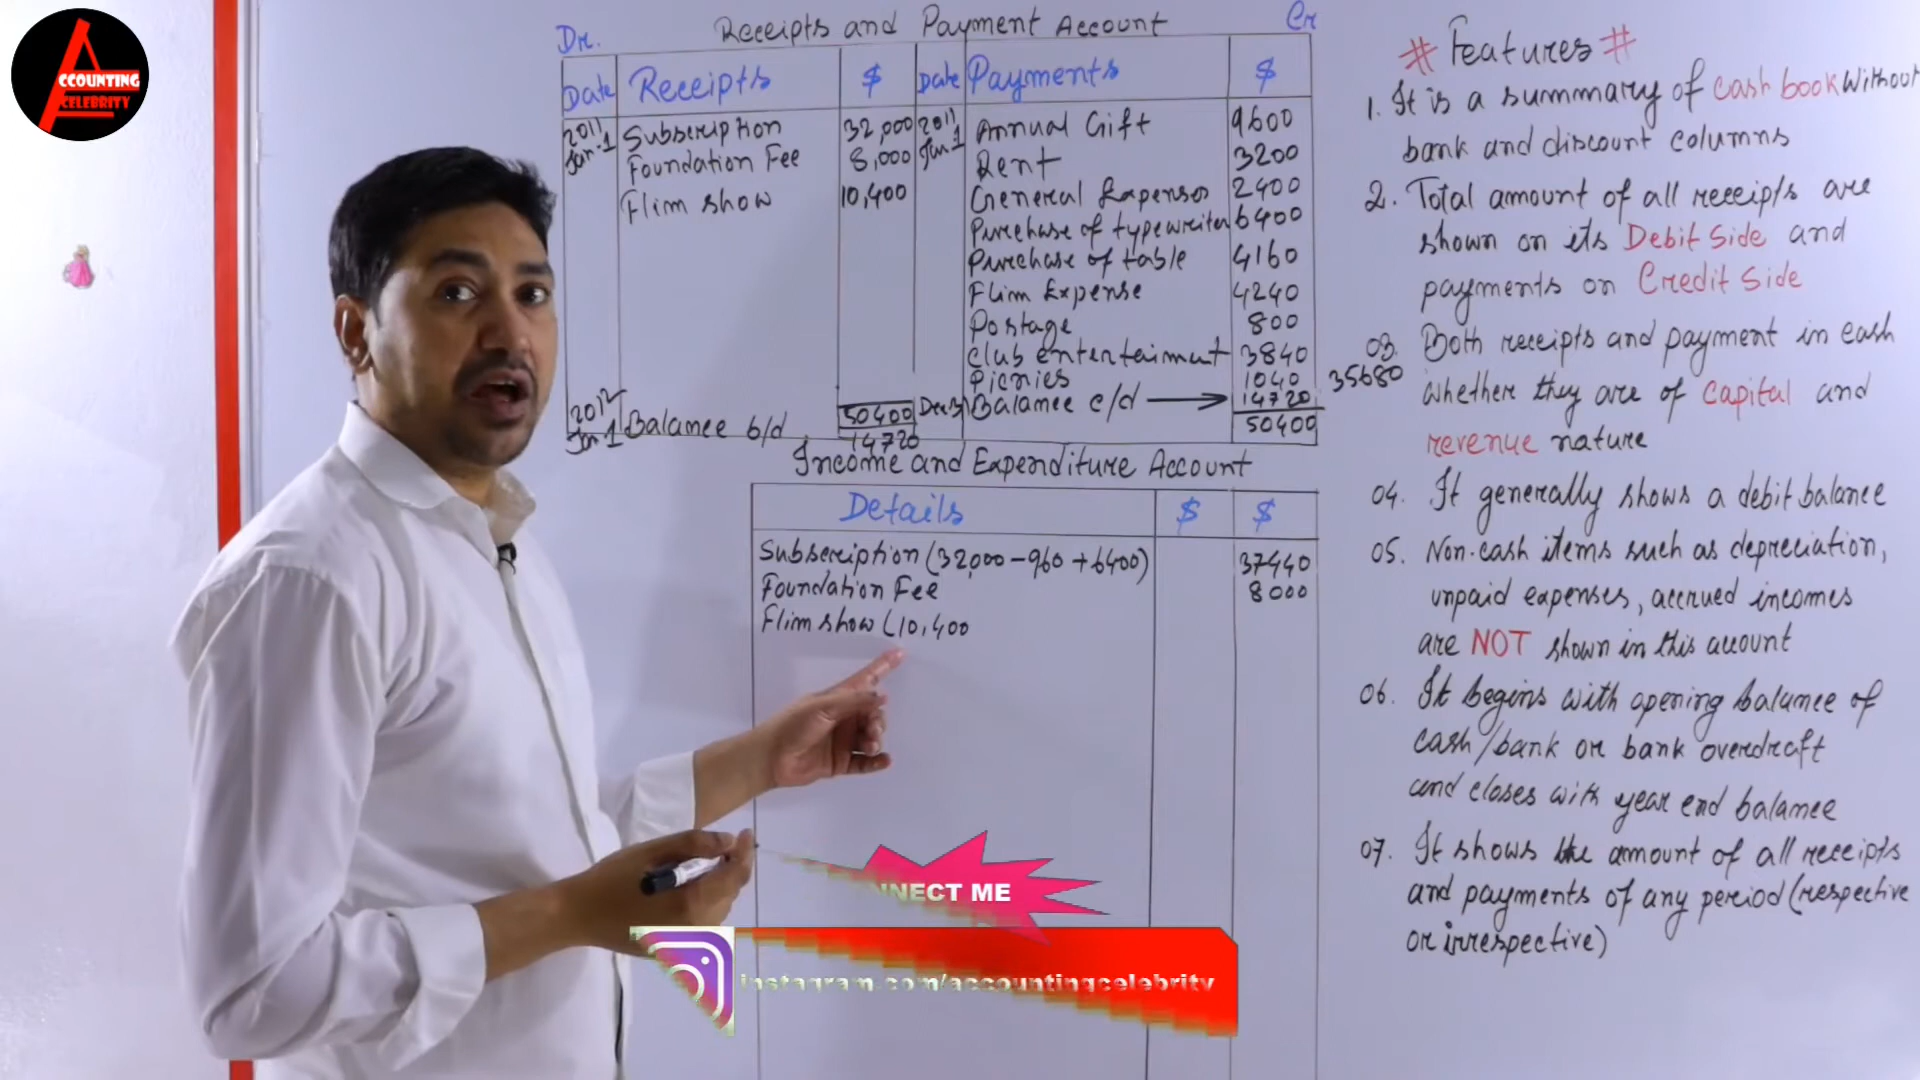 ACCOUNTING
CELEBRITY
Dr. Receipts and Payment Account Cr
Date Receipts $ Date Payments $
2011 Jan-1 Subscription 32,000 2011 Jan-1 Annual Gift 9600
Foundation Fee 8,000 Rent 3200
Flim show 10,400 General Expenses 2400
Purchase of typewriter 6400
Purchase of table 4160
Flim Expense 4240
Postage 800
Club entertaiment 3840
Picnies 1040 35680
50400 Dec 31 Balance c/d 14720
2012 Jan-1 Balance b/d 14720 50400
Income and Expenditure Account
Details $ $
Subscription (32,000-960+6400) 37440
Foundation Fee 8000
Flim show (10,400
# Features #
1. It is a summary of cash book without
bank and discount columns
2. Total amount of all receipts are
shown on its Debit Side and
payments on Credit Side
03. Both receipts and payment in cash
whether they are of capital and
revenue nature
04. It generally shows a debit balance
05. Non-cash items such as depreciation,
unpaid expenses, accrued incomes
are NOT shown in this account
06. It begins with opening balance of
cash/bank or bank overdraft
and closes with year end balance
07. It shows the amount of all receipts
and payments of any period (respective
or irrespective)
NNECT ME
instagram.com/accountingcelebrity